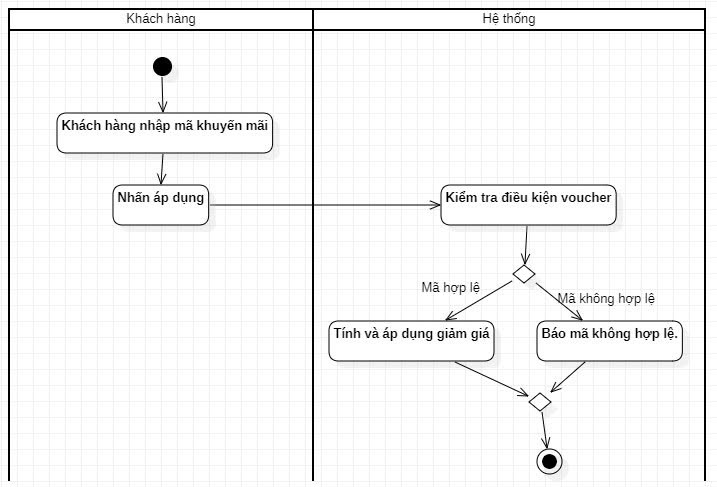 Khách hàng
Hệ thống
Khách hàng nhập mã khuyến mãi
Nhấn áp dụng
Kiểm tra điều kiện voucher
Mã hợp lệ
Mã không hợp lệ
Tính và áp dụng giảm giá
Báo mã không hợp lệ.